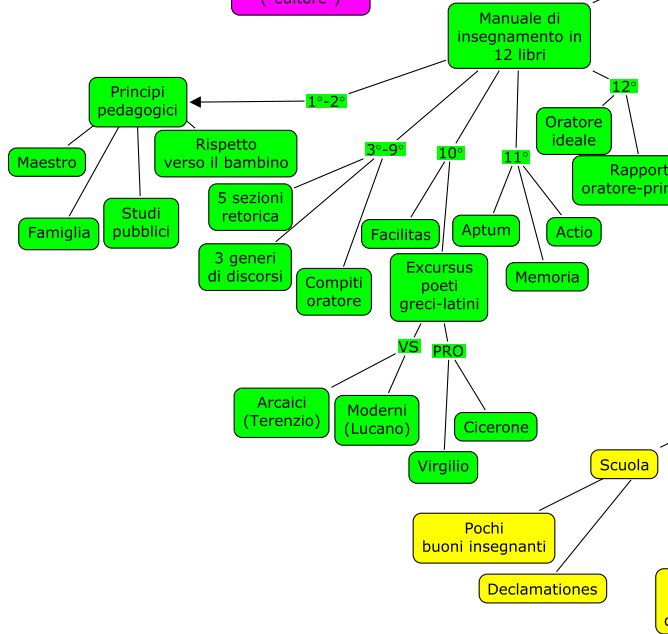 ("editore")
Manuale di
insegnamento in
12 libri
Principi
pedagogici
1°-2°
12°
Oratore
ideale
Rispetto
verso il bambino
3°-9°
10°
11°
Maestro
5 sezioni
retorica
Famiglia
Studi
pubblici
Facilitas
Aptum
Actio
3 generi
di discorsi
Compiti
oratore
Excursus
poeti
greci-latini
Memoria
VS
PRO
Arcaici
(Terenzio)
Moderni
(Lucano)
Cicerone
Virgilio
Scuola
Pochi
buoni insegnanti
Declamationes